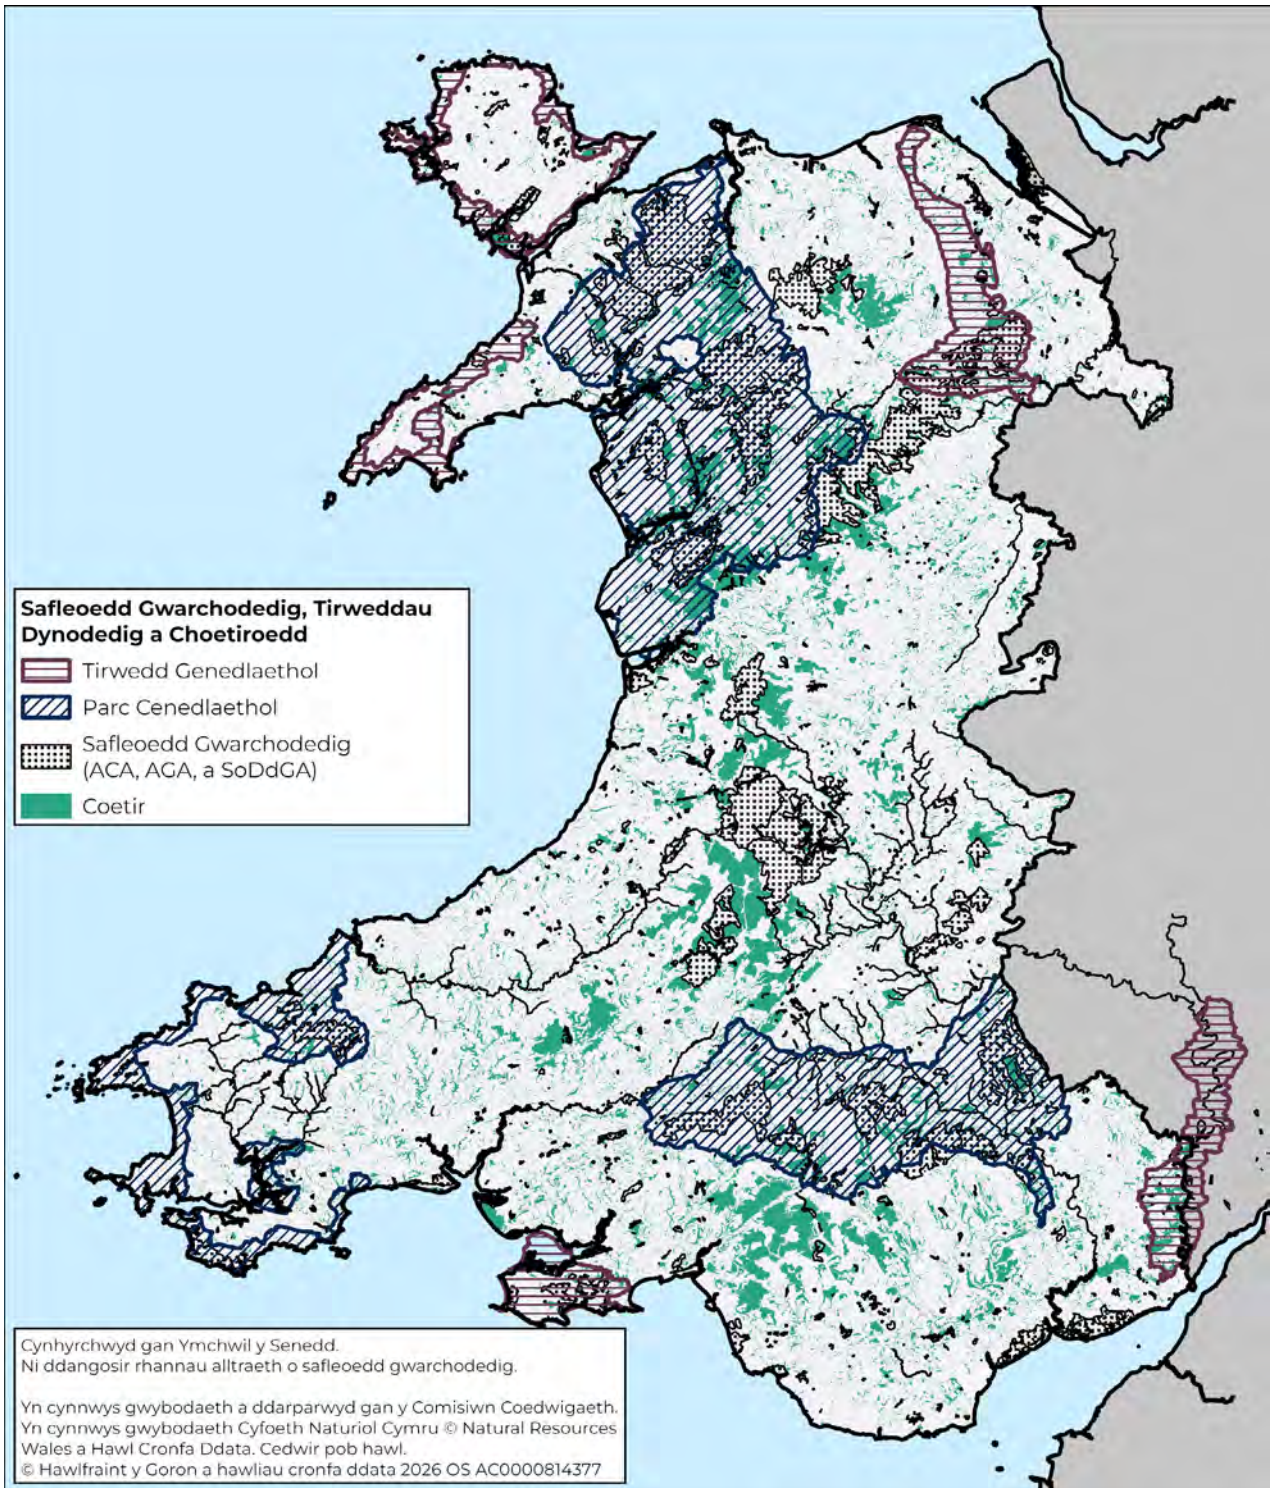 Safleoedd Gwarchodedig, Tirweddau
Dynodedig a Choetiroedd
Tirwedd Genedlaethol
Parc Cenedlaethol
Safleoedd Gwarchodedig
(ACA, AGA, a SoDdGA)
Coetir
Cynhyrchwyd gan Ymchwil y Senedd.
Ni ddangosir rhannau alltraeth o safleoedd gwarchodedig.
Yn cynnwys gwybodaeth a ddarparwyd gan y Comisiwn Coedwigaeth.
Yn cynnwys gwybodaeth Cyfoeth Naturiol Cymru © Natural Resources
Wales a Hawl Cronfa Ddata. Cedwir pob hawl.
© Hawlfraint y Goron a hawliau cronfa ddata 2026 OS AC0000814377